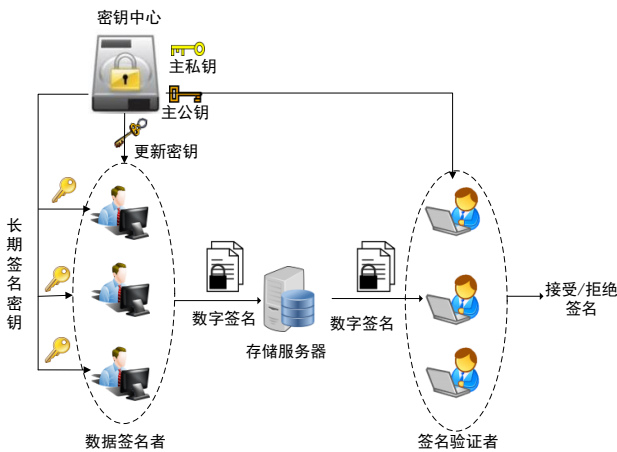 密钥中心
主私钥
主公钥
更新密钥
长期签名密钥
数字签名
存储服务器
数字签名
接受/拒绝
签名
数据签名者
签名验证者